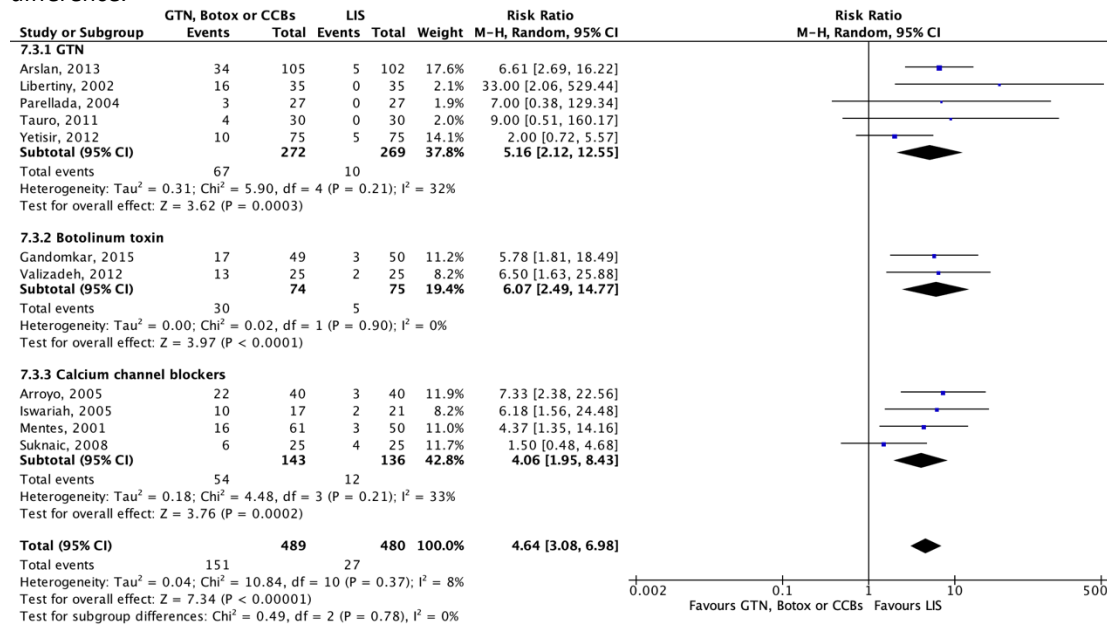 difference.
GTN, Botox or CCBs LIS Risk Ratio Risk Ratio
Study or Subgroup Events Total Events Total Weight M-H, Random, 95% CI M-H, Random, 95% CI
7.3.1 GTN
Arslan, 2013 34 105 5 102 17.6% 6.61 [2.69, 16.22]
Libertiny, 2002 16 35 0 35 2.1% 33.00 [2.06, 529.44]
Parellada, 2004 3 27 0 27 1.9% 7.00 [0.38, 129.34]
Tauro, 2011 4 30 0 30 2.0% 9.00 [0.51, 160.17]
Yetisir, 2012 10 75 5 75 14.1% 2.00 [0.72, 5.57]
Subtotal (95% CI) 272 269 37.8% 5.16 [2.12, 12.55]
Total events 67 10
Heterogeneity: Tau² = 0.31; Chi² = 5.90, df = 4 (P = 0.21); I² = 32%
Test for overall effect: Z = 3.62 (P = 0.0003)
7.3.2 Botolinum toxin
Gandomkar, 2015 17 49 3 50 11.2% 5.78 [1.81, 18.49]
Valizadeh, 2012 13 25 2 25 8.2% 6.50 [1.63, 25.88]
Subtotal (95% CI) 74 75 19.4% 6.07 [2.49, 14.77]
Total events 30 5
Heterogeneity: Tau² = 0.00; Chi² = 0.02, df = 1 (P = 0.90); I² = 0%
Test for overall effect: Z = 3.97 (P < 0.0001)
7.3.3 Calcium channel blockers
Arroyo, 2005 22 40 3 40 11.9% 7.33 [2.38, 22.56]
Iswariah, 2005 10 17 2 21 8.2% 6.18 [1.56, 24.48]
Mentes, 2001 16 61 3 50 11.0% 4.37 [1.35, 14.16]
Suknaic, 2008 6 25 4 25 11.7% 1.50 [0.48, 4.68]
Subtotal (95% CI) 143 136 42.8% 4.06 [1.95, 8.43]
Total events 54 12
Heterogeneity: Tau² = 0.18; Chi² = 4.48, df = 3 (P = 0.21); I² = 33%
Test for overall effect: Z = 3.76 (P = 0.0002)
Total (95% CI) 489 480 100.0% 4.64 [3.08, 6.98]
Total events 151 27
Heterogeneity: Tau² = 0.04; Chi² = 10.84, df = 10 (P = 0.37); I² = 8%
Test for overall effect: Z = 7.34 (P < 0.00001)
Test for subgroup differences: Chi² = 0.49, df = 2 (P = 0.78), I² = 0%
0.002 0.1 1 10 500
Favours GTN, Botox or CCBs Favours LIS